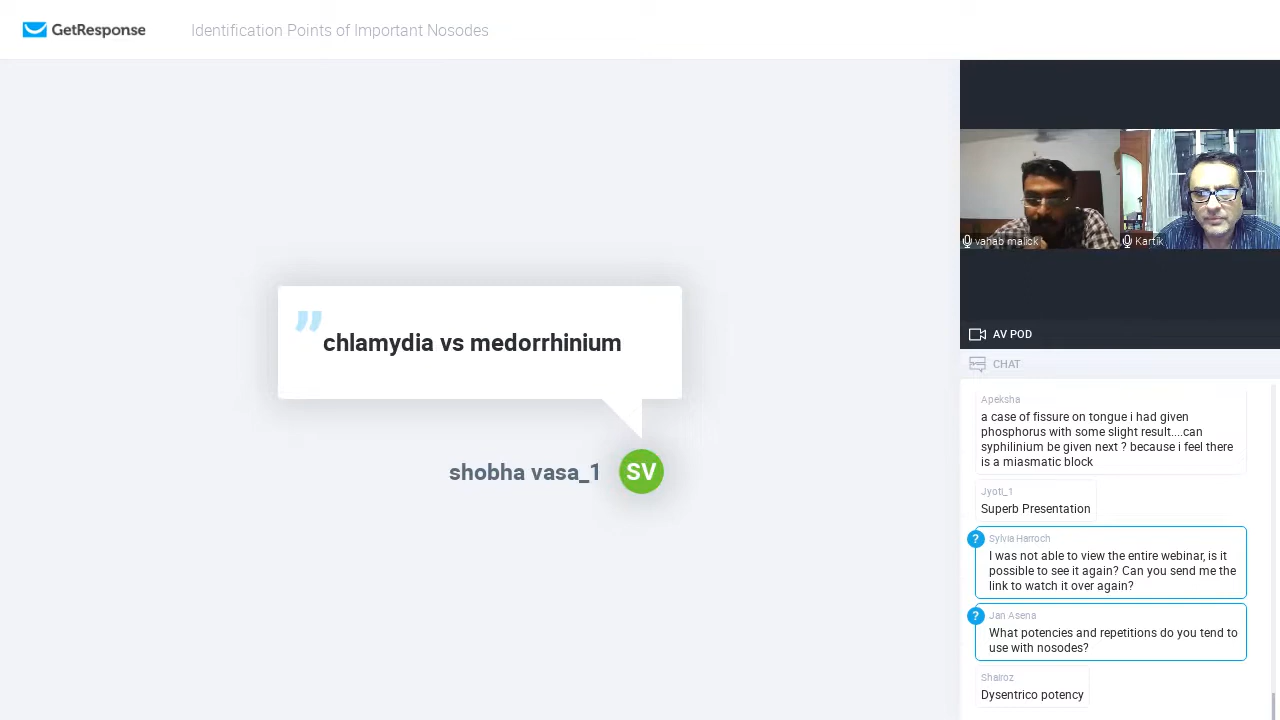 GetResponse
Identification Points of Important Nosodes
chlamydia vs medorrhinium
shobha vasa_1
SV
vahab malick
Kartik
AV POD
CHAT
Apeksha
a case of fissure on tongue i had given
phosphorus with some slight result....can
syphilinium be given next ? because i feel there
is a miasmatic block
Jyoti_1
Superb Presentation
?
Sylvia Harroch
I was not able to view the entire webinar, is it
possible to see it again? Can you send me the
link to watch it over again?
?
Jan Asena
What potencies and repetitions do you tend to
use with nosodes?
Shairoz
Dysentrico potency